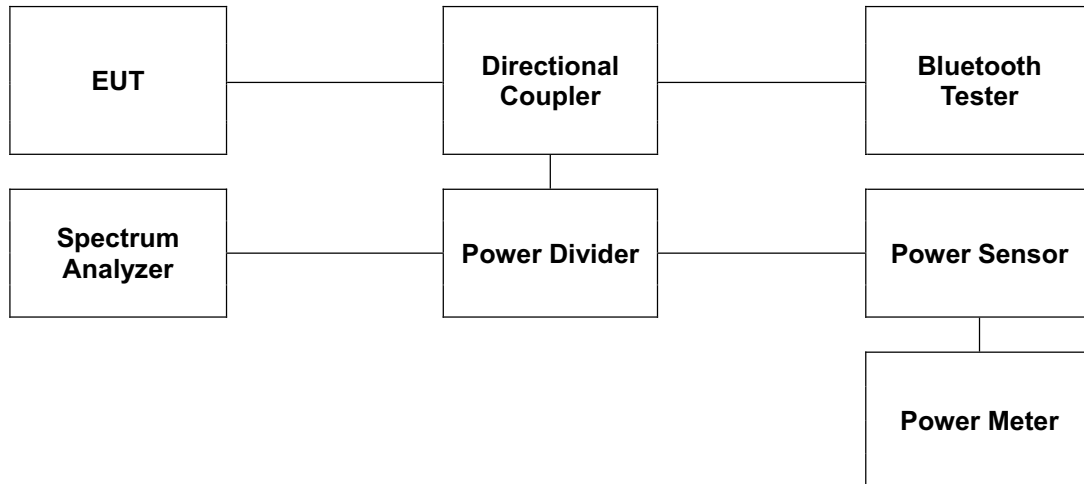 EUT
Directional
Coupler
Bluetooth
Tester
Spectrum
Analyzer
Power Divider
Power Sensor
Power Meter